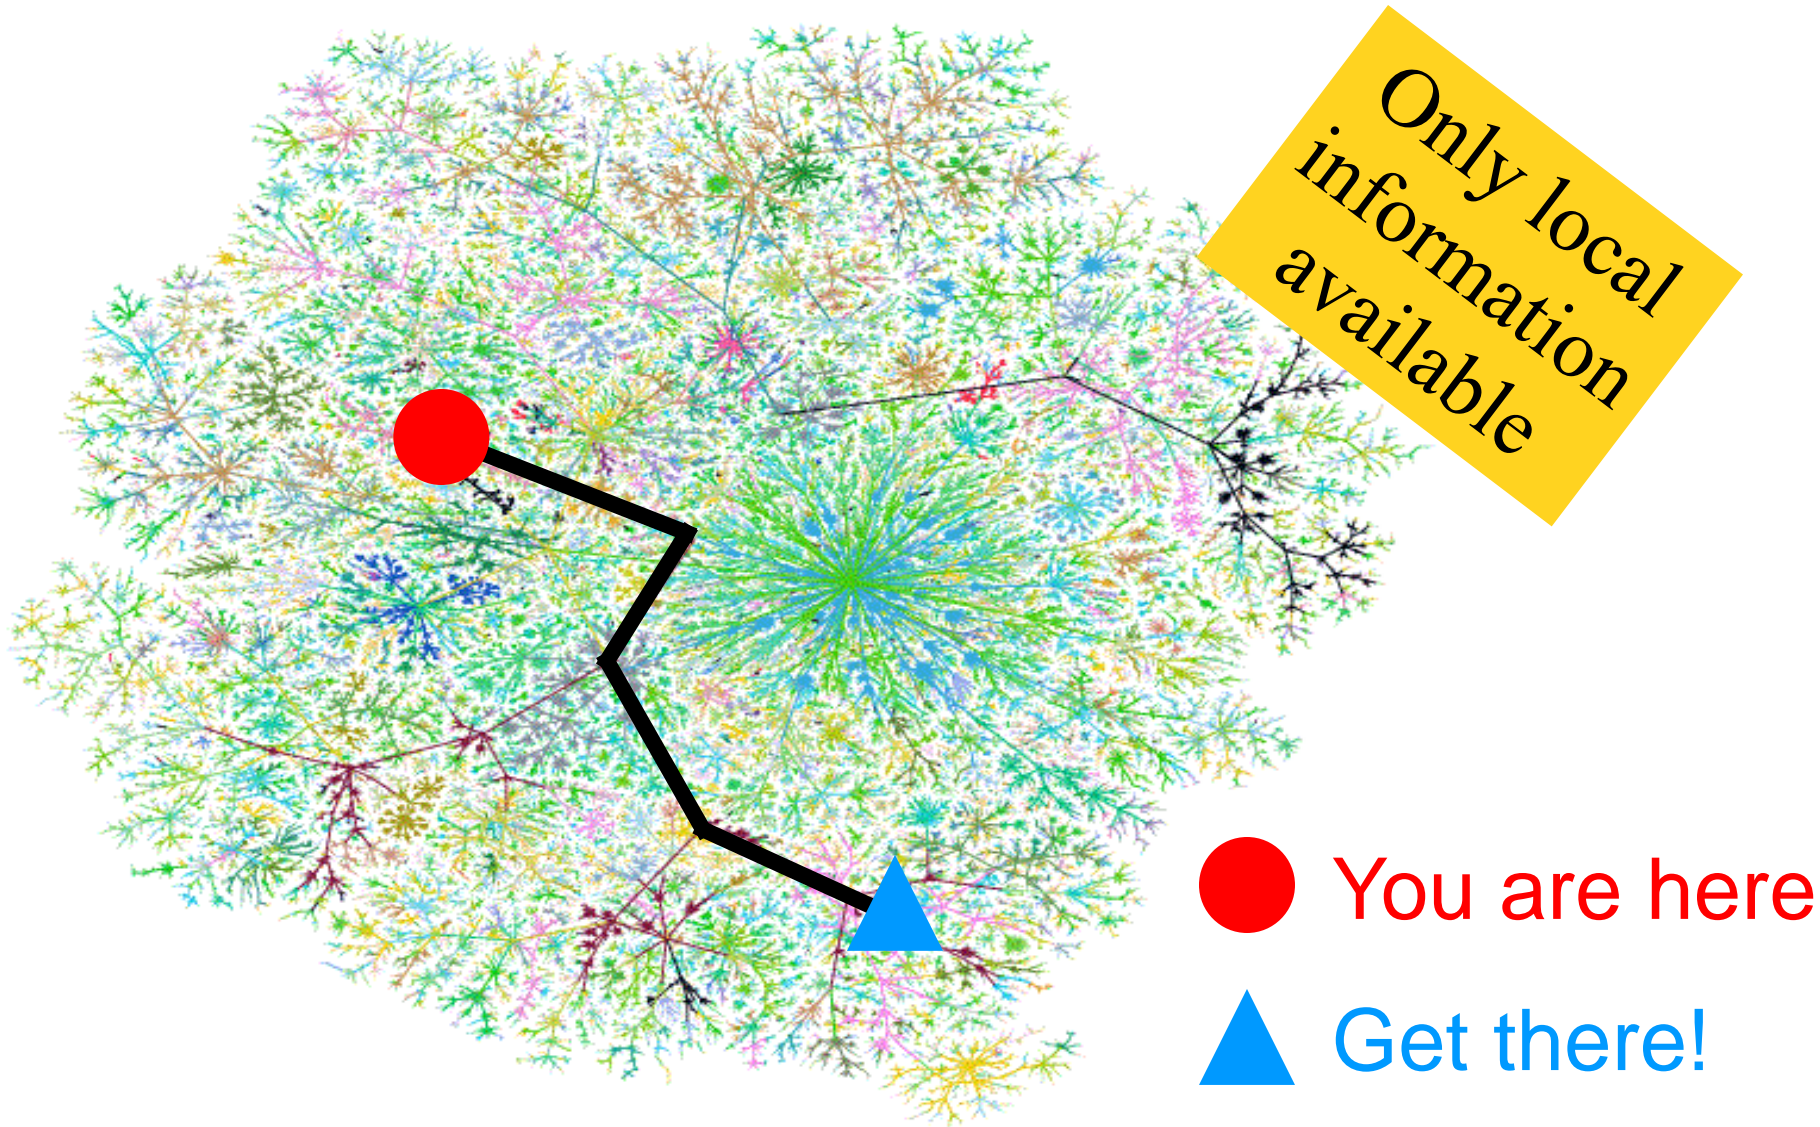 Only local
information
available
You are here
Get there!